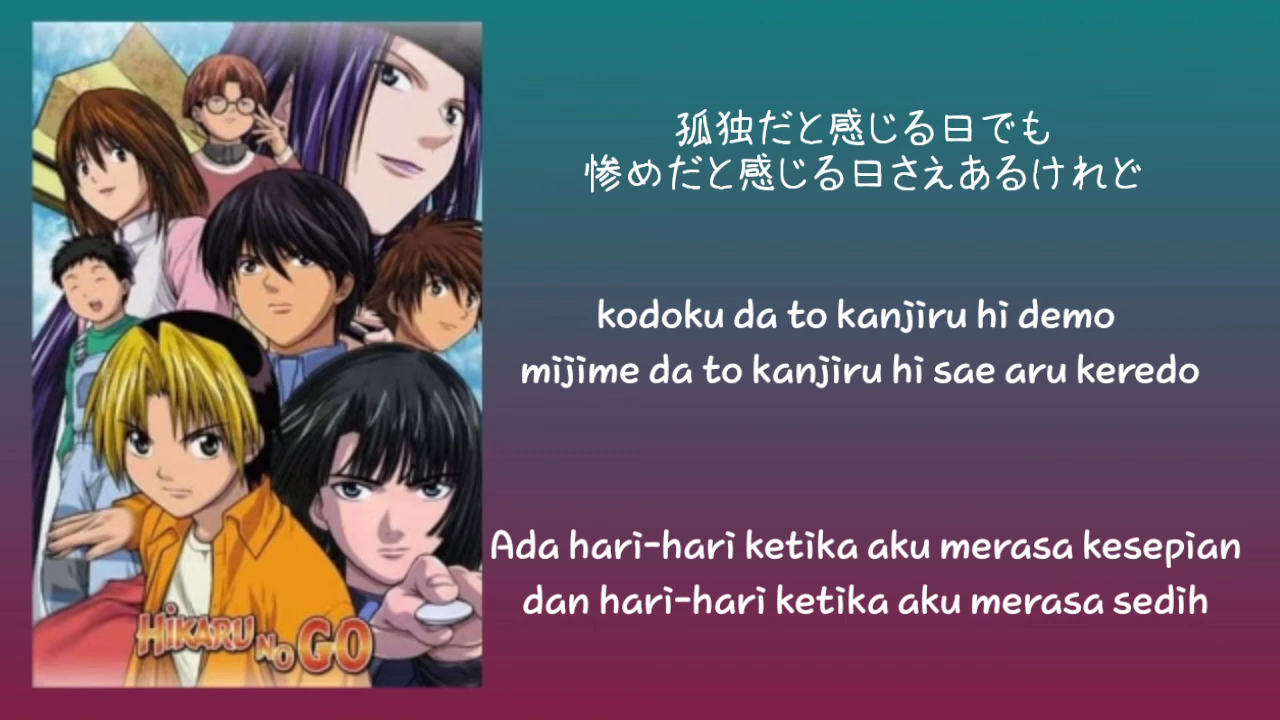 孤独だと感じる日でも
惨めだと感じる日さえあるけれど
kodoku da to kanjiru hi demo
mijime da to kanjiru hi sae aru keredo
Ada hari-hari ketika aku merasa kesepian
dan hari-hari ketika aku merasa sedih
HIKARU NO GO